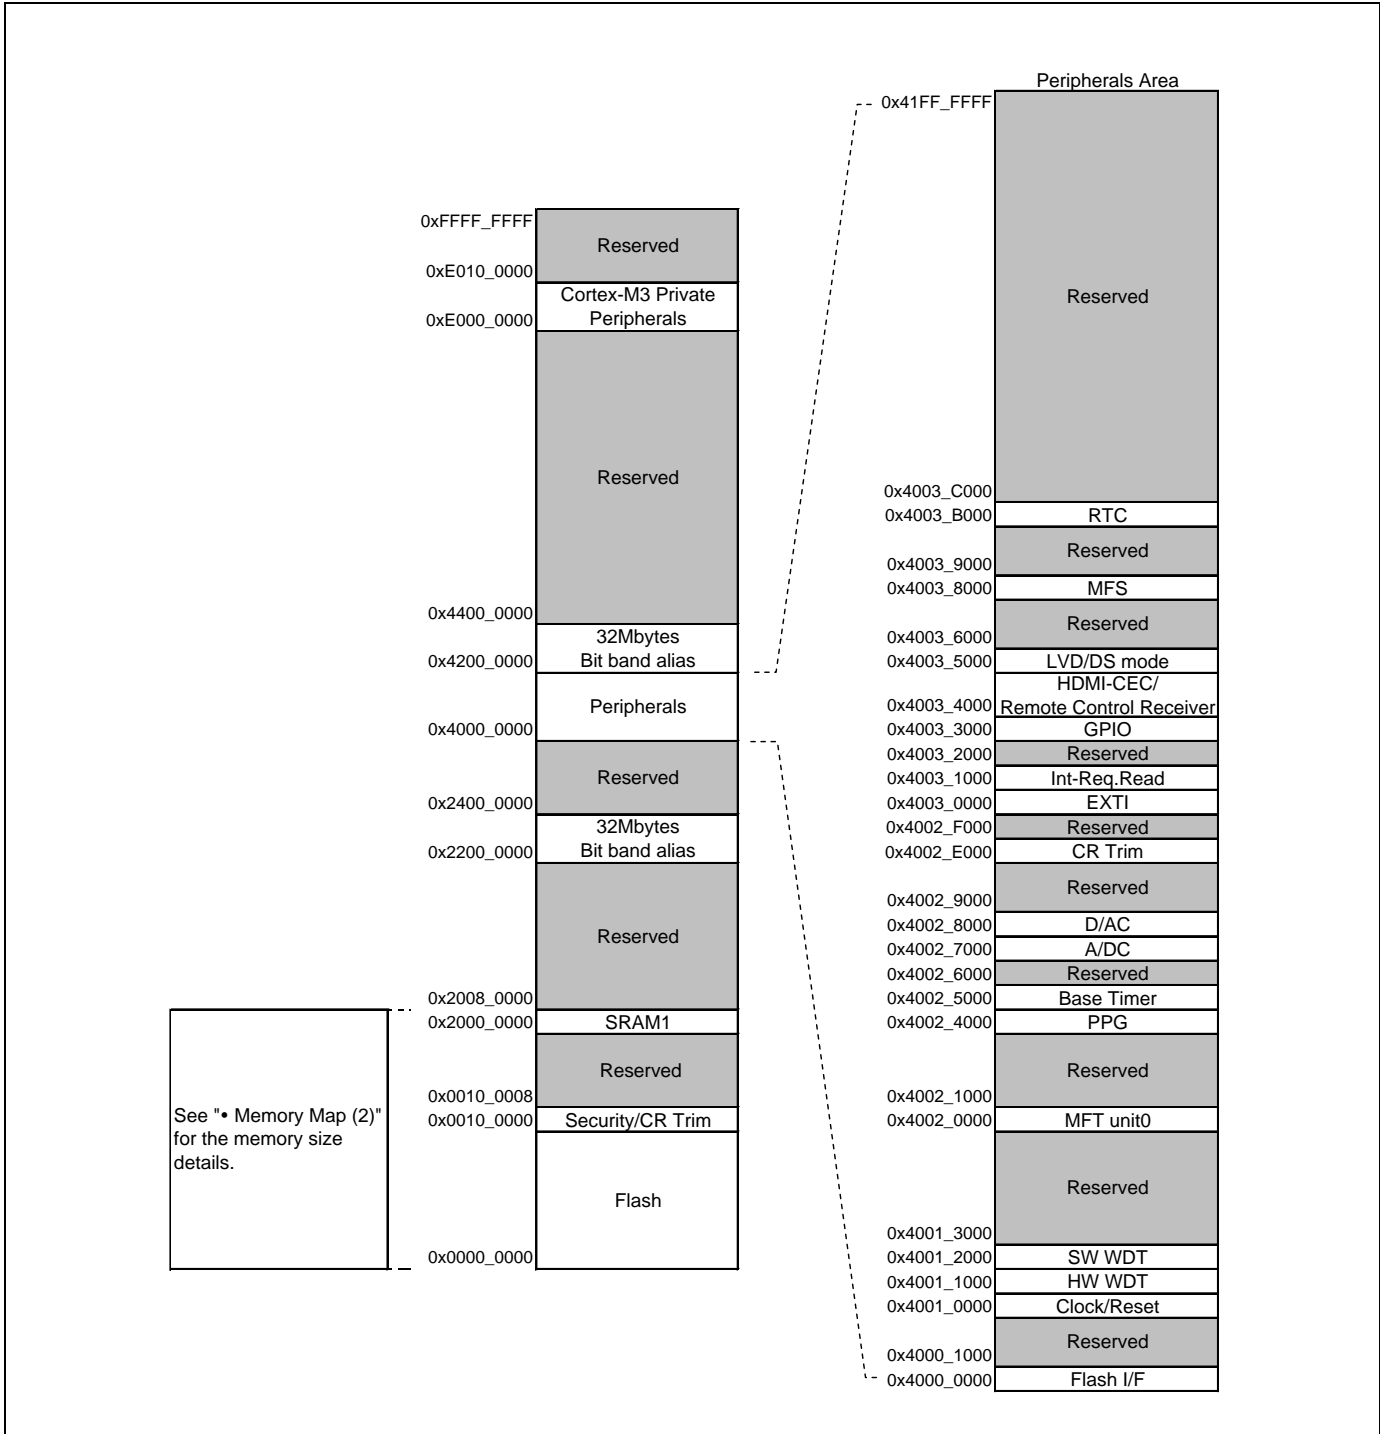 Peripherals Area
0x41FF_FFFF
Reserved
0x4003_C000
0x4003_B000
RTC
Reserved
0x4003_9000
0x4003_8000
MFS
Reserved
0x4003_6000
0x4003_5000
LVD/DS mode
HDMI-CEC/
0x4003_4000
Remote Control Receiver
0x4003_3000
GPIO
0x4003_2000
Reserved
0x4003_1000
Int-Req.Read
0x4003_0000
EXTI
0x4002_F000
Reserved
0x4002_E000
CR Trim
Reserved
0x4002_9000
0x4002_8000
D/AC
0x4002_7000
A/DC
0x4002_6000
Reserved
0x4002_5000
Base Timer
0x4002_4000
PPG
Reserved
0x4002_1000
0x4002_0000
MFT unit0
Reserved
0x4001_3000
0x4001_2000
SW WDT
0x4001_1000
HW WDT
0x4001_0000
Clock/Reset
Reserved
0x4000_1000
0x4000_0000
Flash I/F
0xFFFF_FFFF
Reserved
0xE010_0000
Cortex-M3 Private
Peripherals
0xE000_0000
Reserved
0x4400_0000
32Mbytes
Bit band alias
0x4200_0000
Peripherals
0x4000_0000
Reserved
0x2400_0000
32Mbytes
Bit band alias
0x2200_0000
Reserved
0x2008_0000
0x2000_0000
SRAM1
Reserved
0x0010_0008
0x0010_0000
Security/CR Trim
Flash
0x0000_0000
See "• Memory Map (2)"
for the memory size
details.